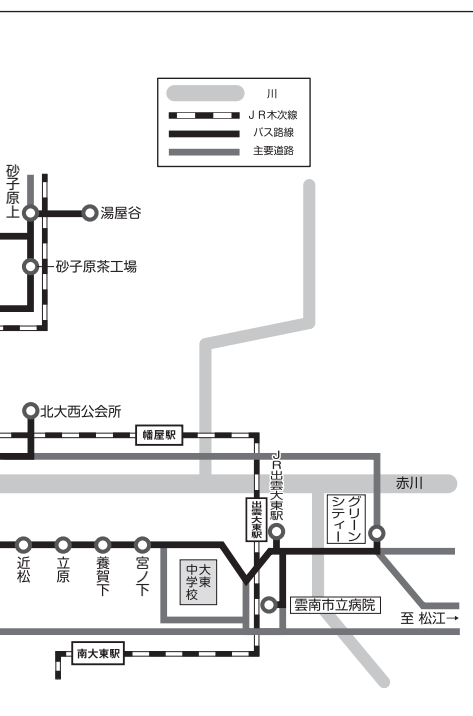 川
JR木次線
バス路線
主要道路
砂子原上
湯屋谷
砂子原茶工場
北大西公会所
幡屋駅
JR出雲大東駅
出雲大東駅
グリーン
シティー
赤川
近松
立原
養賀下
宮ノ下
大東
中学校
雲南市立病院
至 松江→
南大東駅